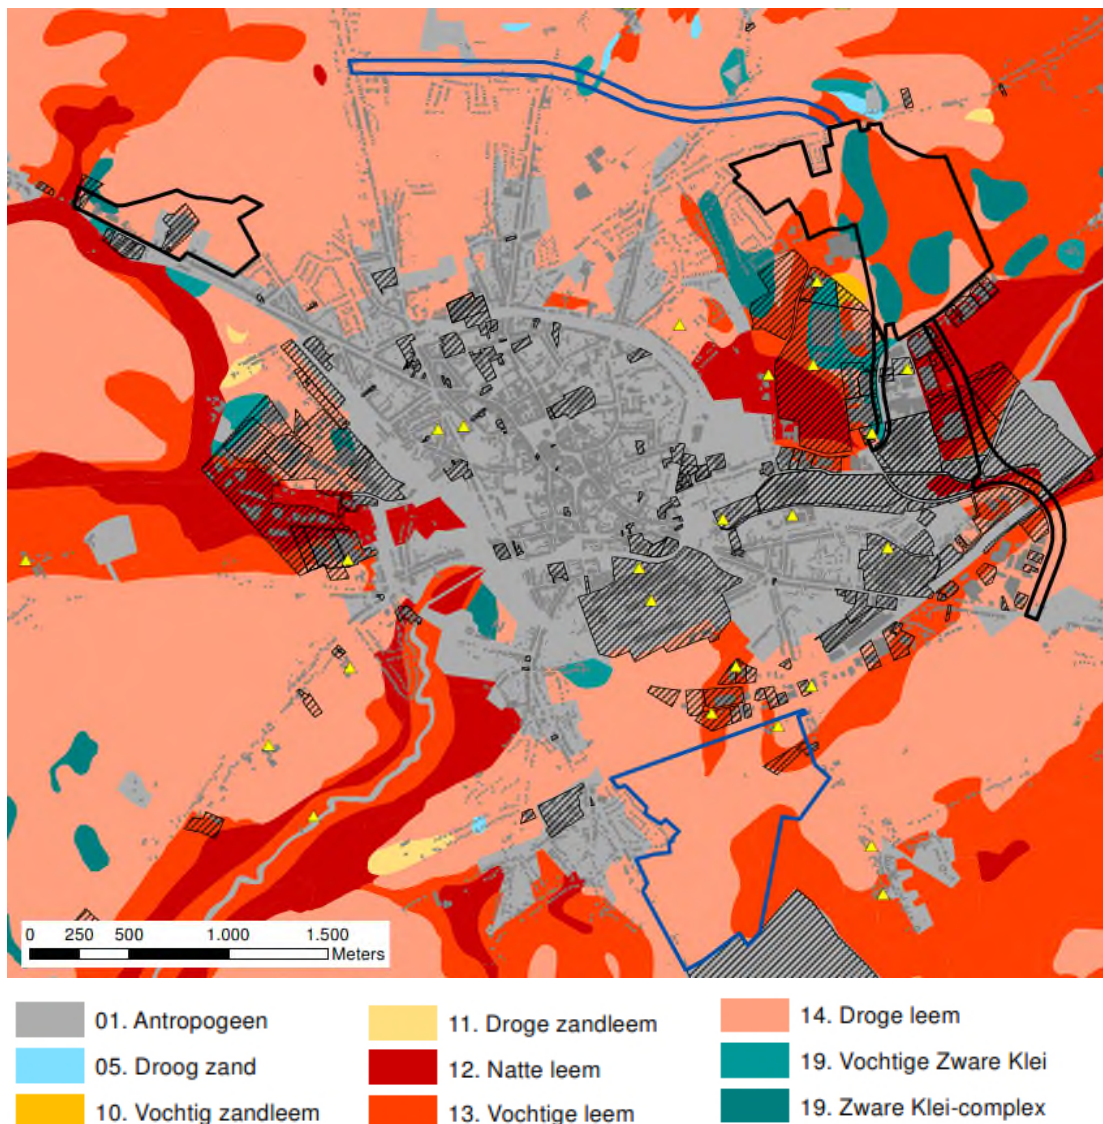 0 250 500 1.000 1.500
Meters
01. Antropogeen
05. Droog zand
10. Vochtig zandleem
11. Droge zandleem
12. Natte leem
13. Vochtige leem
14. Droge leem
19. Vochtige Zware Klei
19. Zware Klei-complex